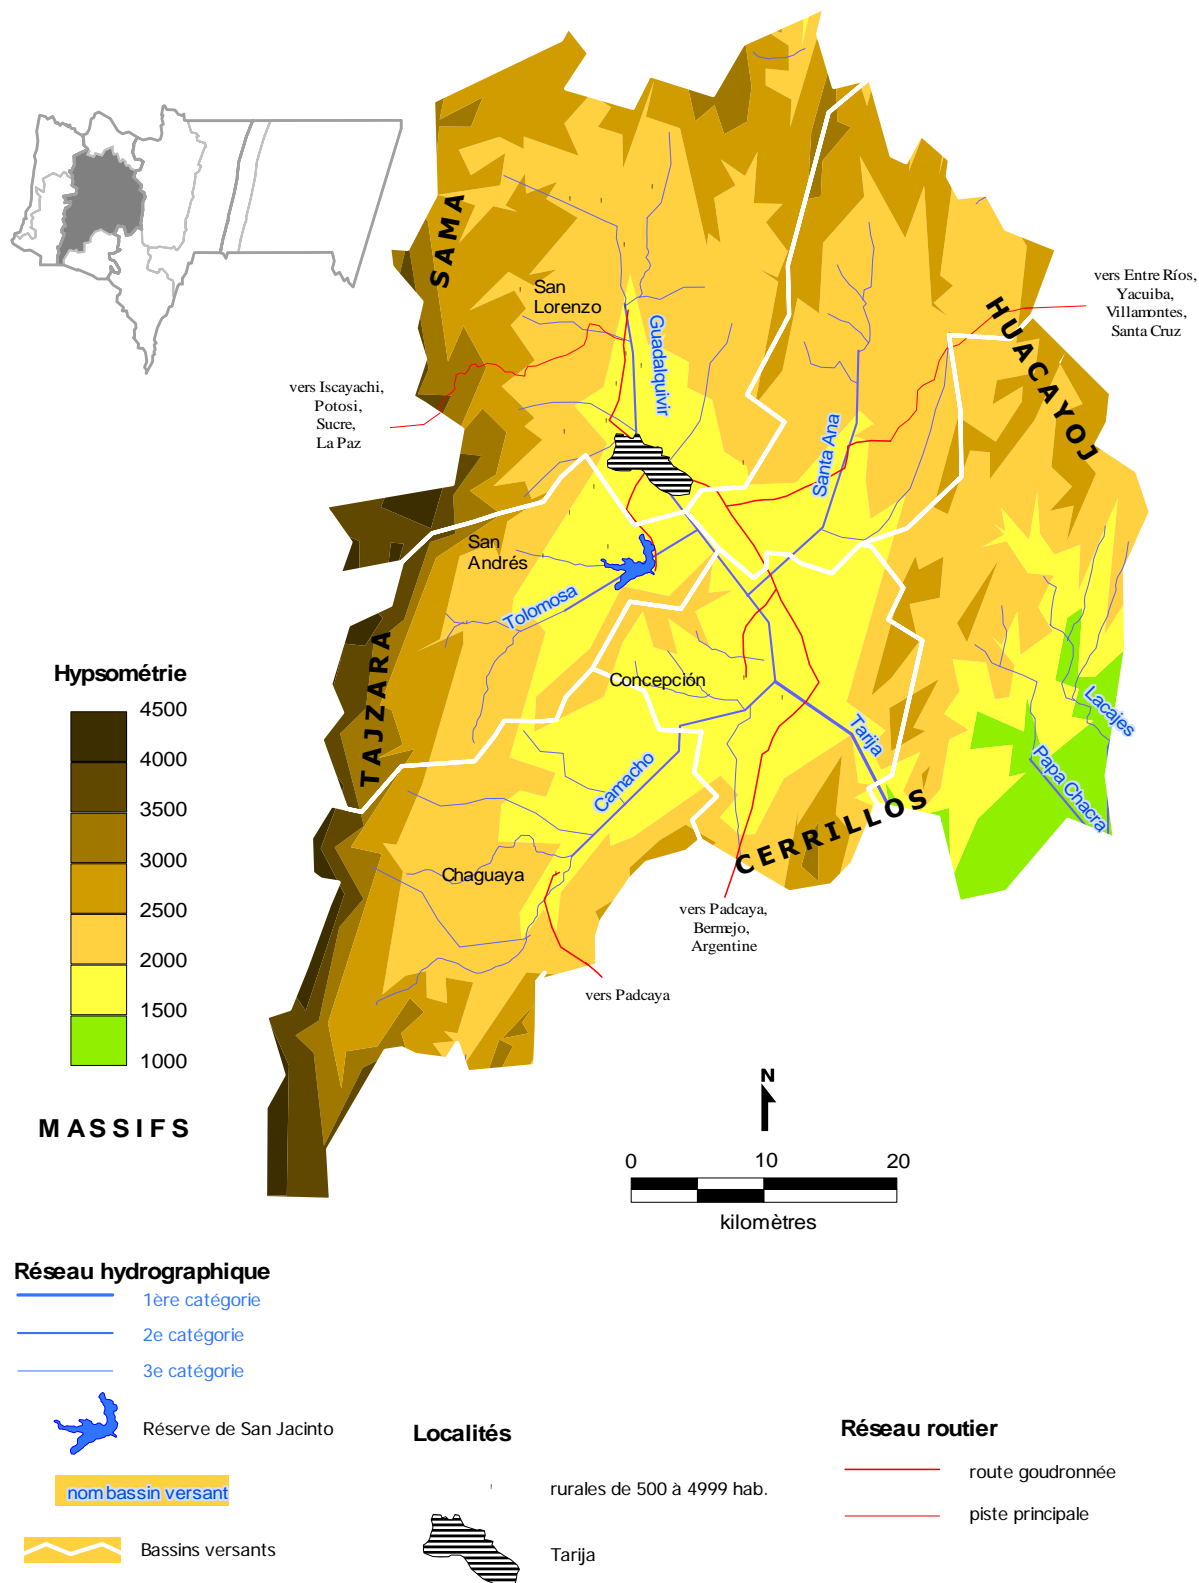 SAMA
San
Lorenzo
Guadalquivir
HUACAYOJ
vers Entre Ríos,
Yacuiba,
Villamontes,
Santa Cruz
vers Iscayachi,
Potosi,
Sucre,
La Paz
Santa Ana
San
Andrés
Tolomosa
TAJZARA
Concepción
Camacho
Tarija
Lacajes
Papa Chacra
CERRILLOS
Chaguaya
vers Padcaya,
Bermejo,
Argentine
vers Padcaya
Hypsométrie
4500
4000
3500
3000
2500
2000
1500
1000
MASSIFS
N
0 10 20
kilomètres
Réseau hydrographique
1ère catégorie
2e catégorie
3e catégorie
Réserve de San Jacinto
nom bassin versant
Bassins versants
Localités
rurales de 500 à 4999 hab.
Tarija
Réseau routier
route goudronnée
piste principale